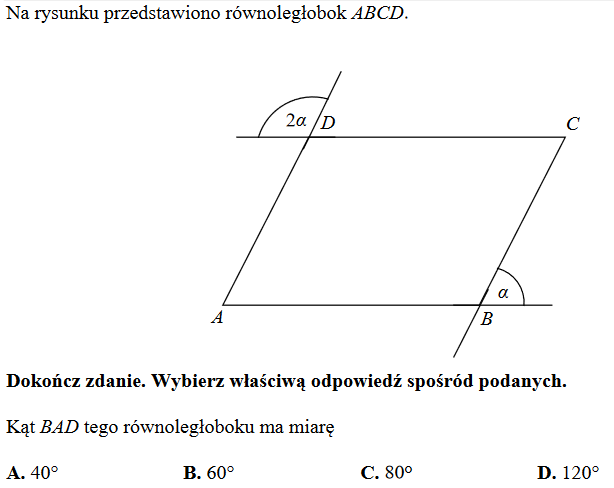 Na rysunku przedstawiono równoległobok ABCD.
2α
D
C
α
A
B
Dokończ zdanie. Wybierz właściwą odpowiedź spośród podanych.
Kąt BAD tego równoległoboku ma miarę
A. 40° B. 60° C. 80° D. 120°